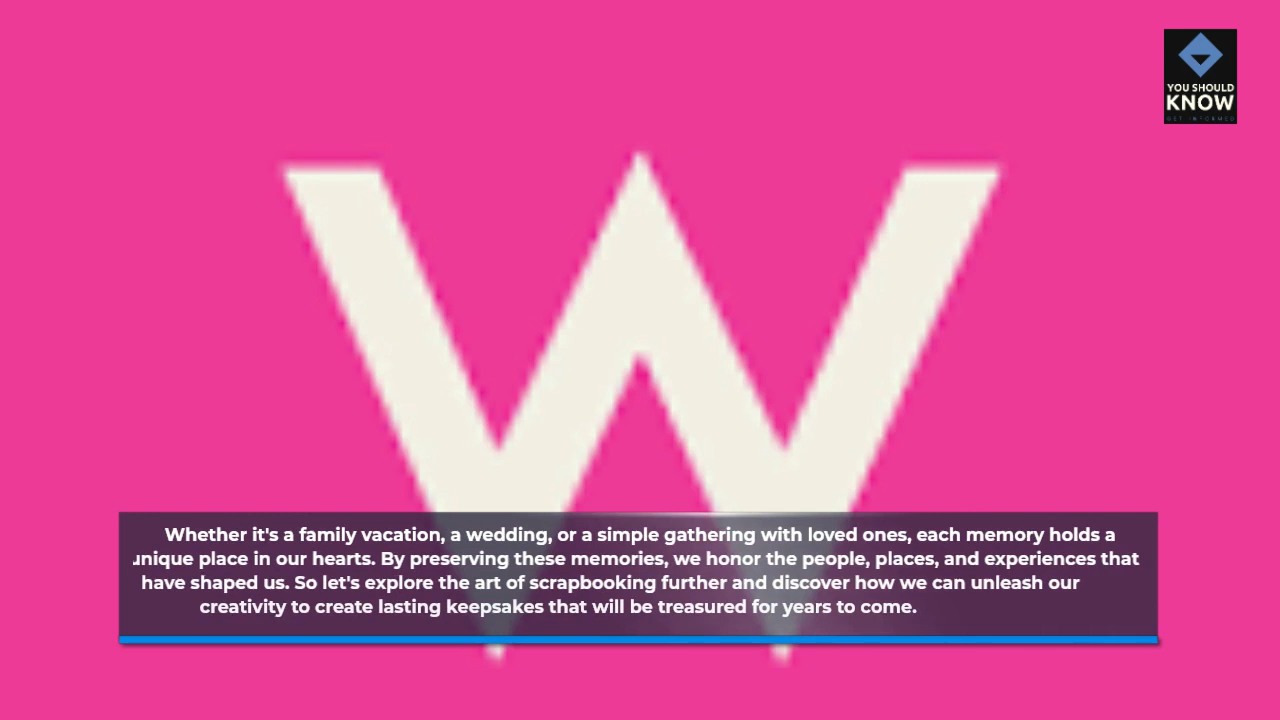 YOU SHOULD
KNOW
GET INFORMED
W
Whether it's a family vacation, a wedding, or a simple gathering with loved ones, each memory holds a
unique place in our hearts. By preserving these memories, we honor the people, places, and experiences that
have shaped us. So let's explore the art of scrapbooking further and discover how we can unleash our
creativity to create lasting keepsakes that will be treasured for years to come.